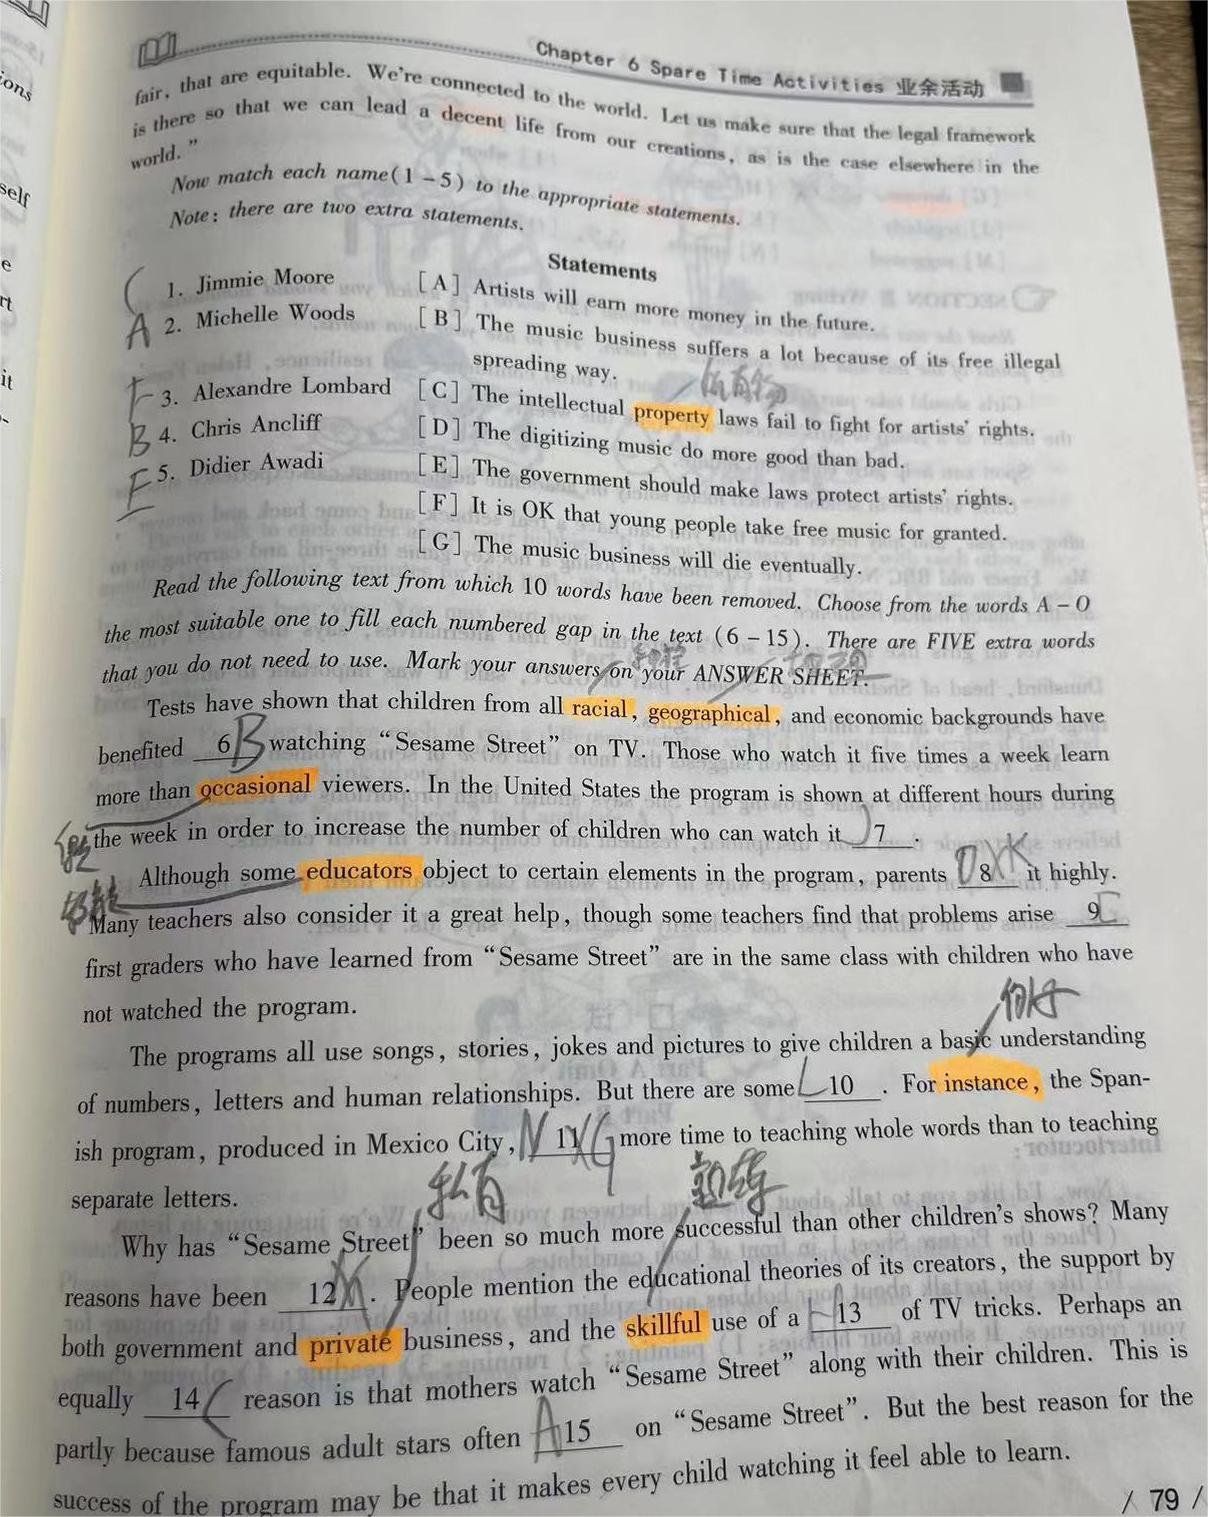 Chapter 6 Spare Time Activities 业余活动
fair, that are equitable. We're connected to the world. Let us make sure that the legal framework
is there so that we can lead a decent life from our creations, as is the case elsewhere in the
world."
Now match each name(1-5) to the appropriate statements.
Note: there are two extra statements.
Statements
C 1. Jimmie Moore [A] Artists will earn more money in the future.
A 2. Michelle Woods [B] The music business suffers a lot because of its free illegal
spreading way.
F 3. Alexandre Lombard [C] The intellectual property laws fail to fight for artists' rights.
B 4. Chris Ancliff [D] The digitizing music do more good than bad.
E 5. Didier Awadi [E] The government should make laws protect artists' rights.
[F] It is OK that young people take free music for granted.
[G] The music business will die eventually.
Read the following text from which 10 words have been removed. Choose from the words A-O
the most suitable one to fill each numbered gap in the text (6-15). There are FIVE extra words
that you do not need to use. Mark your answers on your ANSWER SHEET.
Tests have shown that children from all racial, geographical, and economic backgrounds have
benefited 6 B watching "Sesame Street" on TV. Those who watch it five times a week learn
more than occasional viewers. In the United States the program is shown at different hours during
the week in order to increase the number of children who can watch it J 7.
Although some educators object to certain elements in the program, parents 8 K it highly.
Many teachers also consider it a great help, though some teachers find that problems arise 9 C
first graders who have learned from "Sesame Street" are in the same class with children who have
not watched the program.
The programs all use songs, stories, jokes and pictures to give children a basic understanding
of numbers, letters and human relationships. But there are some L 10. For instance, the Span-
ish program, produced in Mexico City, N 11 G more time to teaching whole words than to teaching
separate letters.
私有
Why has "Sesame Street" been so much more successful than other children's shows? Many
reasons have been 12 M. People mention the educational theories of its creators, the support by
both government and private business, and the skillful use of a 13 of TV tricks. Perhaps an
equally 14 reason is that mothers watch "Sesame Street" along with their children. This is
partly because famous adult stars often A 15 on "Sesame Street". But the best reason for the
success of the program may be that it makes every child watching it feel able to learn.
/ 79 /